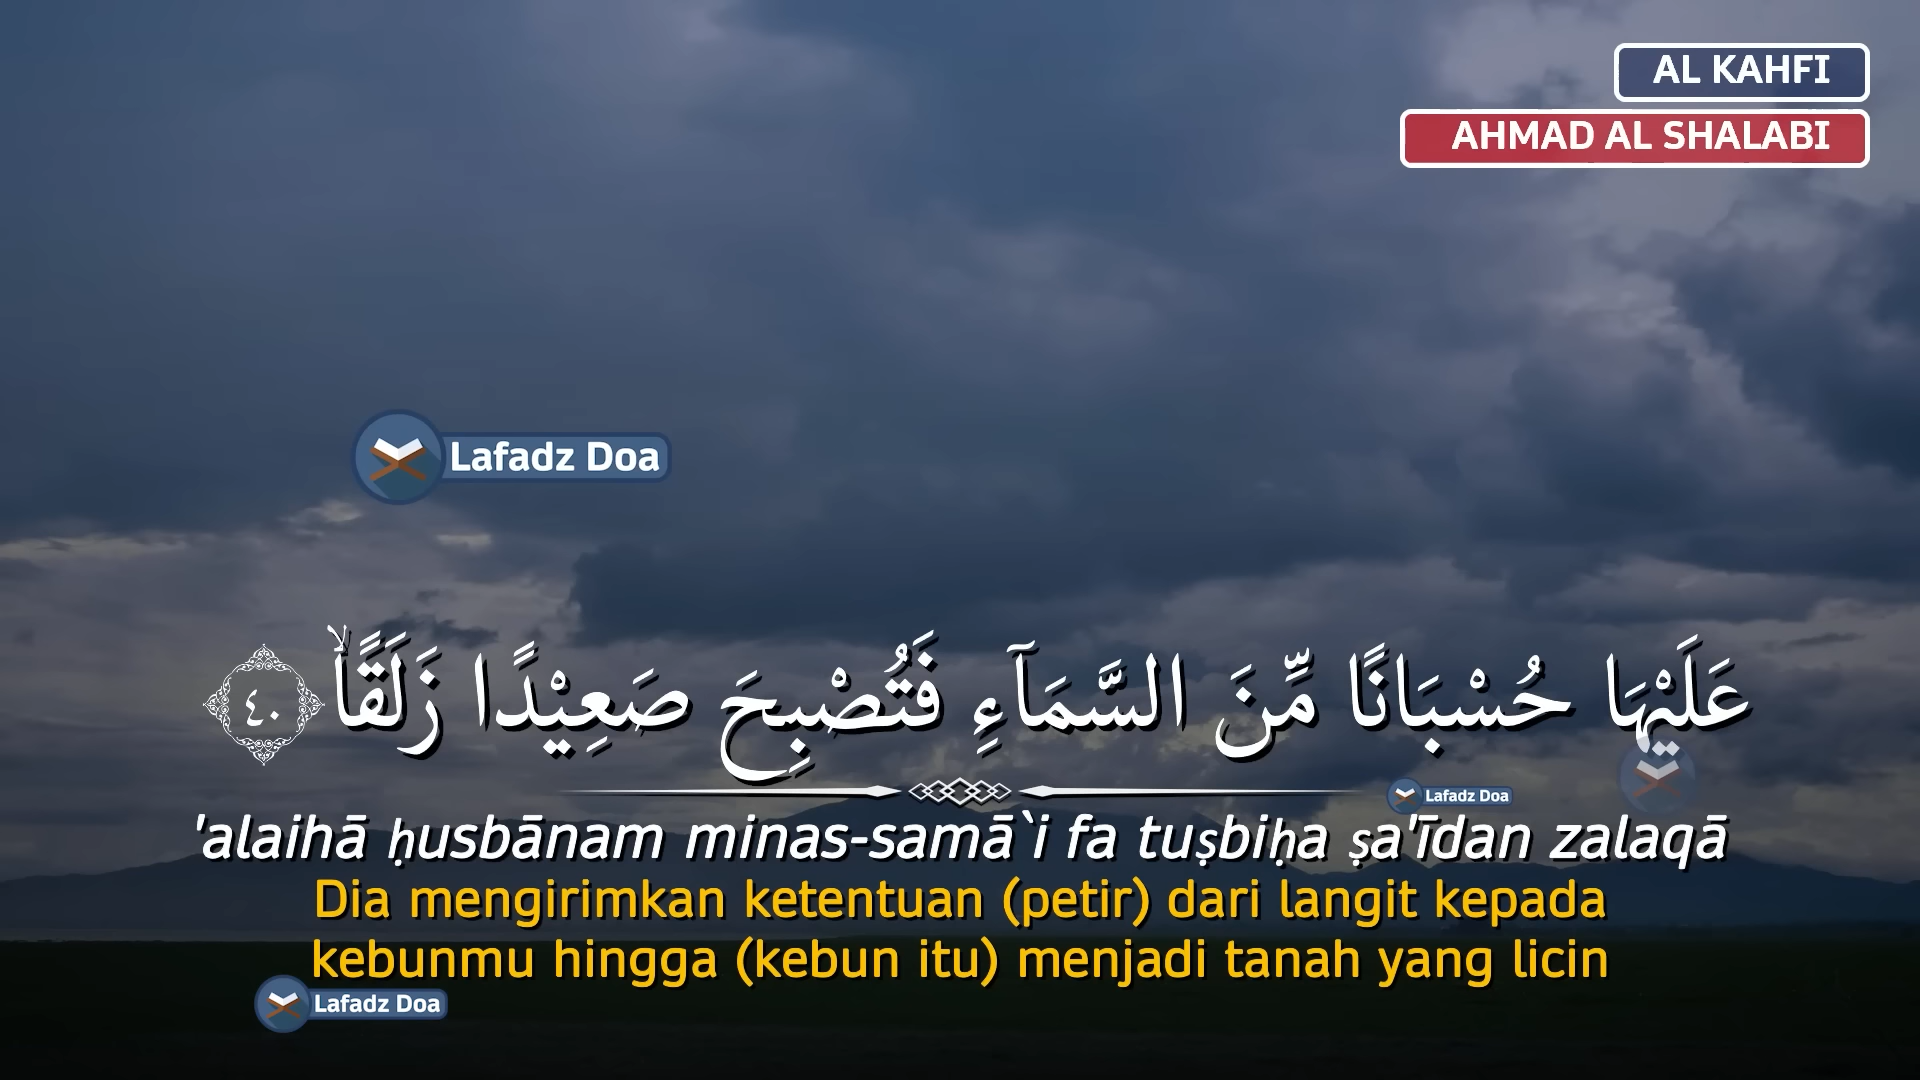 AL KAHFI
AHMAD AL SHALABI
Lafadz Doa
عَلَيْهَا حُسْبَانًا مِّنَ السَّمَآءِ فَتُصْبِحَ صَعِيْدًا زَلَقًاۙ ٤٠
Lafadz Doa
'alaihā ḥusbānam minas-samā`i fa tuṣbiḥa ṣa'īdan zalaqā
Dia mengirimkan ketentuan (petir) dari langit kepada
kebunmu hingga (kebun itu) menjadi tanah yang licin
Lafadz Doa